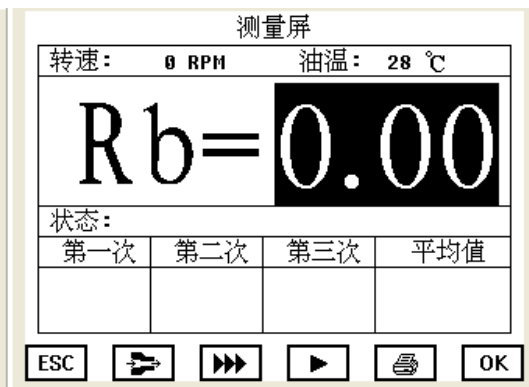 测量屏
转速: 0 RPM 油温: 28 ℃
Rb=0.00
状态:
第一次 第二次 第三次 平均值
ESC OK